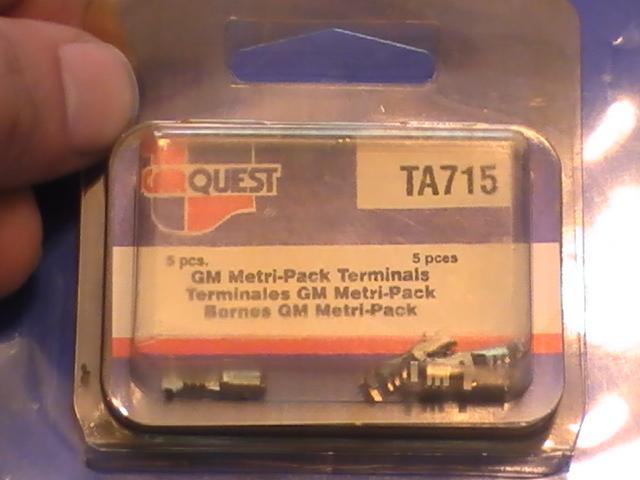 CARQUEST
TA715
5 pcs. 5 pces
GM Metri-Pack Terminals
Terminales GM Metri-Pack
Bornes GM Metri-Pack